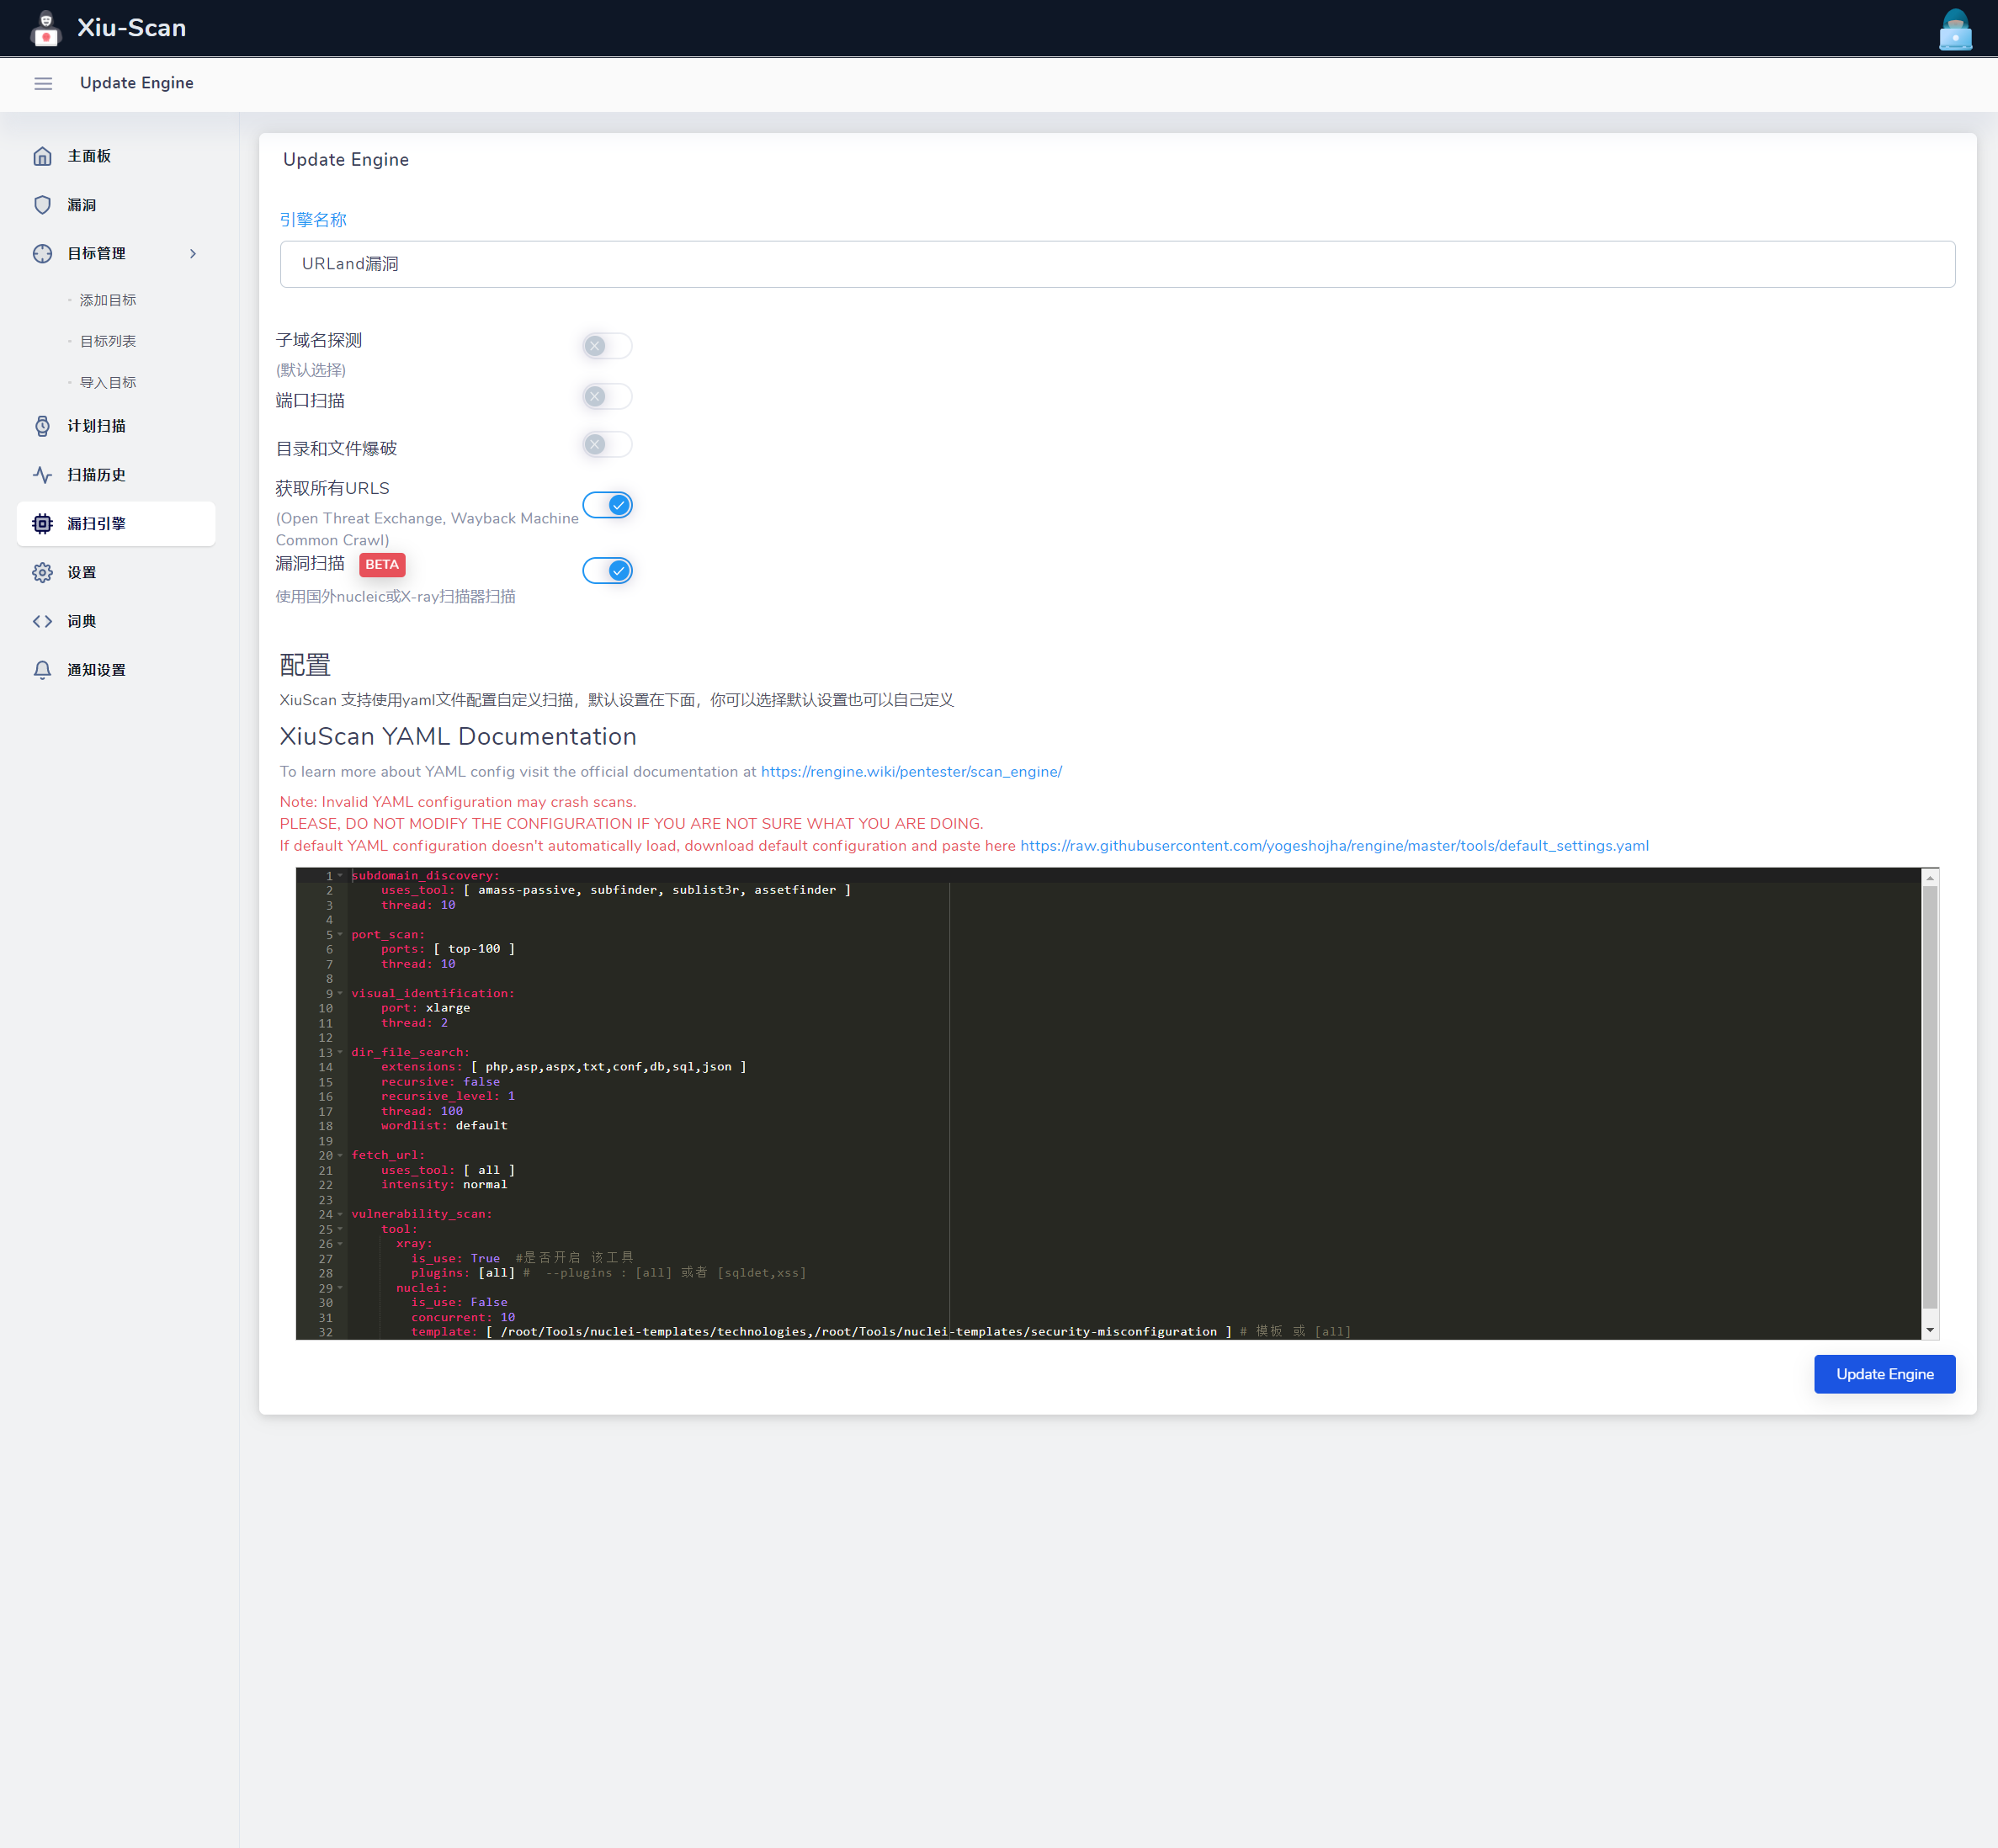 Xiu-Scan
Update Engine
主面板
漏洞
目标管理
添加目标
目标列表
导入目标
计划扫描
扫描历史
漏扫引擎
设置
词典
通知设置
Update Engine
引擎名称
URLand漏洞
子域名探测
(默认选择)
端口扫描
目录和文件爆破
获取所有URLS
(Open Threat Exchange, Wayback Machine
Common Crawl)
漏洞扫描 BETA
使用国外nucleic或X-ray扫描器扫描
配置
XiuScan 支持使用yaml文件配置自定义扫描，默认设置在下面，你可以选择默认设置也可以自己定义
XiuScan YAML Documentation
To learn more about YAML config visit the official documentation at https://rengine.wiki/pentester/scan_engine/
Note: Invalid YAML configuration may crash scans.
PLEASE, DO NOT MODIFY THE CONFIGURATION IF YOU ARE NOT SURE WHAT YOU ARE DOING.
If default YAML configuration doesn't automatically load, download default configuration and paste here https://raw.githubusercontent.com/yogeshojha/rengine/master/tools/default_settings.yaml
1 subdomain_discovery:
2 uses_tool: [ amass-passive, subfinder, sublist3r, assetfinder ]
3 thread: 10
4
5 port_scan:
6 ports: [ top-100 ]
7 thread: 10
8
9 visual_identification:
10 port: xlarge
11 thread: 2
12
13 dir_file_search:
14 extensions: [ php,asp,aspx,txt,conf,db,sql,json ]
15 recursive: false
16 recursive_level: 1
17 thread: 100
18 wordlist: default
19
20 fetch_url:
21 uses_tool: [ all ]
22 intensity: normal
23
24 vulnerability_scan:
25 tool:
26 xray:
27 is_use: True #是否开启 该工具
28 plugins: [all] # --plugins : [all] 或者 [sqldet,xss]
29 nuclei:
30 is_use: False
31 concurrent: 10
32 template: [ /root/Tools/nuclei-templates/technologies,/root/Tools/nuclei-templates/security-misconfiguration ] # 模板 或 [all]
Update Engine